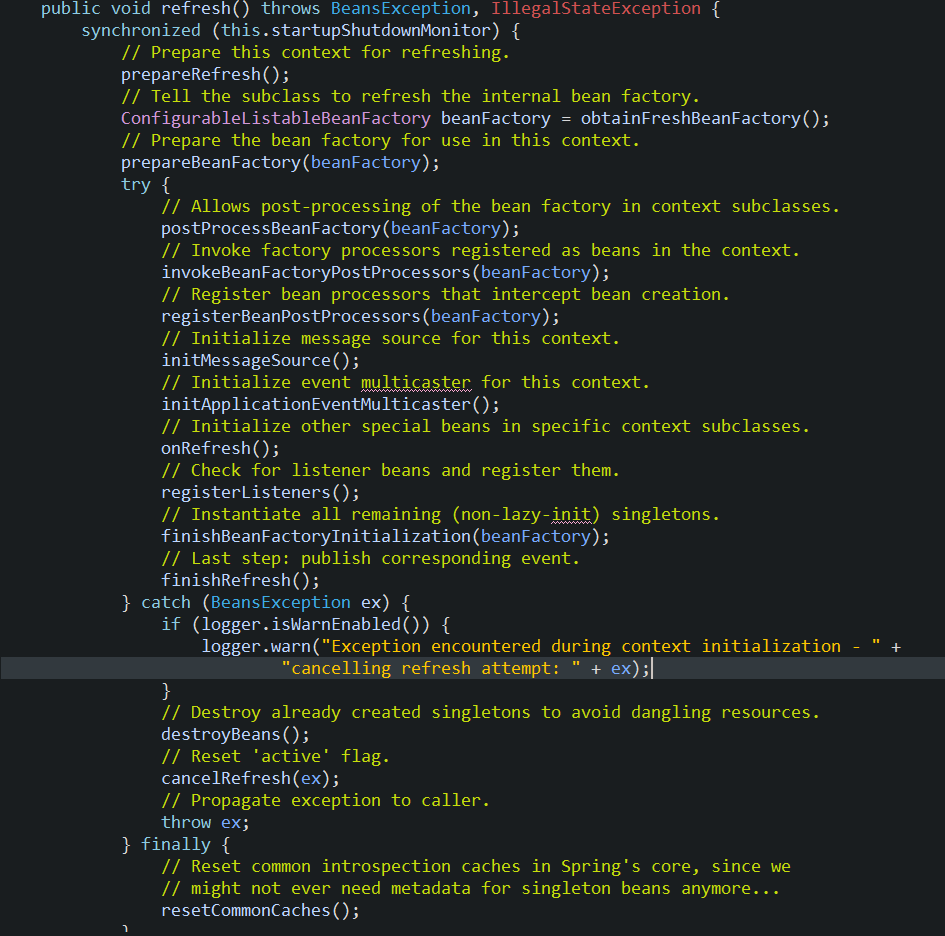 public void refresh() throws BeansException, IllegalStateException {
synchronized (this.startupShutdownMonitor) {
// Prepare this context for refreshing.
prepareRefresh();
// Tell the subclass to refresh the internal bean factory.
ConfigurableListableBeanFactory beanFactory = obtainFreshBeanFactory();
// Prepare the bean factory for use in this context.
prepareBeanFactory(beanFactory);
try {
// Allows post-processing of the bean factory in context subclasses.
postProcessBeanFactory(beanFactory);
// Invoke factory processors registered as beans in the context.
invokeBeanFactoryPostProcessors(beanFactory);
// Register bean processors that intercept bean creation.
registerBeanPostProcessors(beanFactory);
// Initialize message source for this context.
initMessageSource();
// Initialize event multicaster for this context.
initApplicationEventMulticaster();
// Initialize other special beans in specific context subclasses.
onRefresh();
// Check for listener beans and register them.
registerListeners();
// Instantiate all remaining (non-lazy-init) singletons.
finishBeanFactoryInitialization(beanFactory);
// Last step: publish corresponding event.
finishRefresh();
} catch (BeansException ex) {
if (logger.isWarnEnabled()) {
logger.warn("Exception encountered during context initialization - " +
"cancelling refresh attempt: " + ex);
}
// Destroy already created singletons to avoid dangling resources.
destroyBeans();
// Reset 'active' flag.
cancelRefresh(ex);
// Propagate exception to caller.
throw ex;
} finally {
// Reset common introspection caches in Spring's core, since we
// might not ever need metadata for singleton beans anymore...
resetCommonCaches();
}